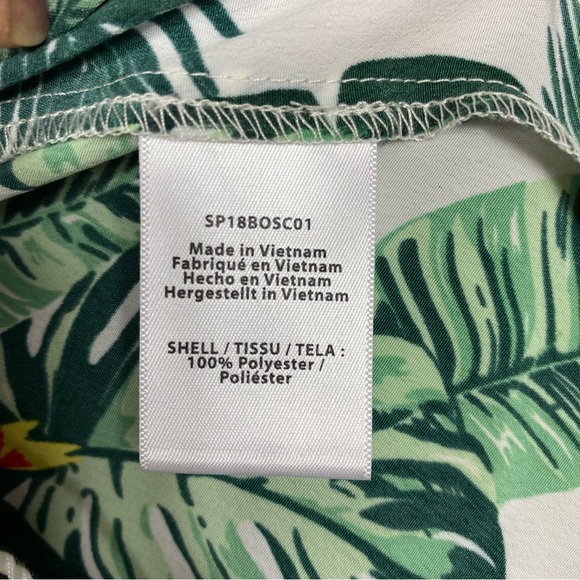 SP18BOSC01
Made in Vietnam
Fabriqué en Vietnam
Hecho en Vietnam
Hergestellt in Vietnam
SHELL / TISSU / TELA :
100% Polyester /
Poliéster